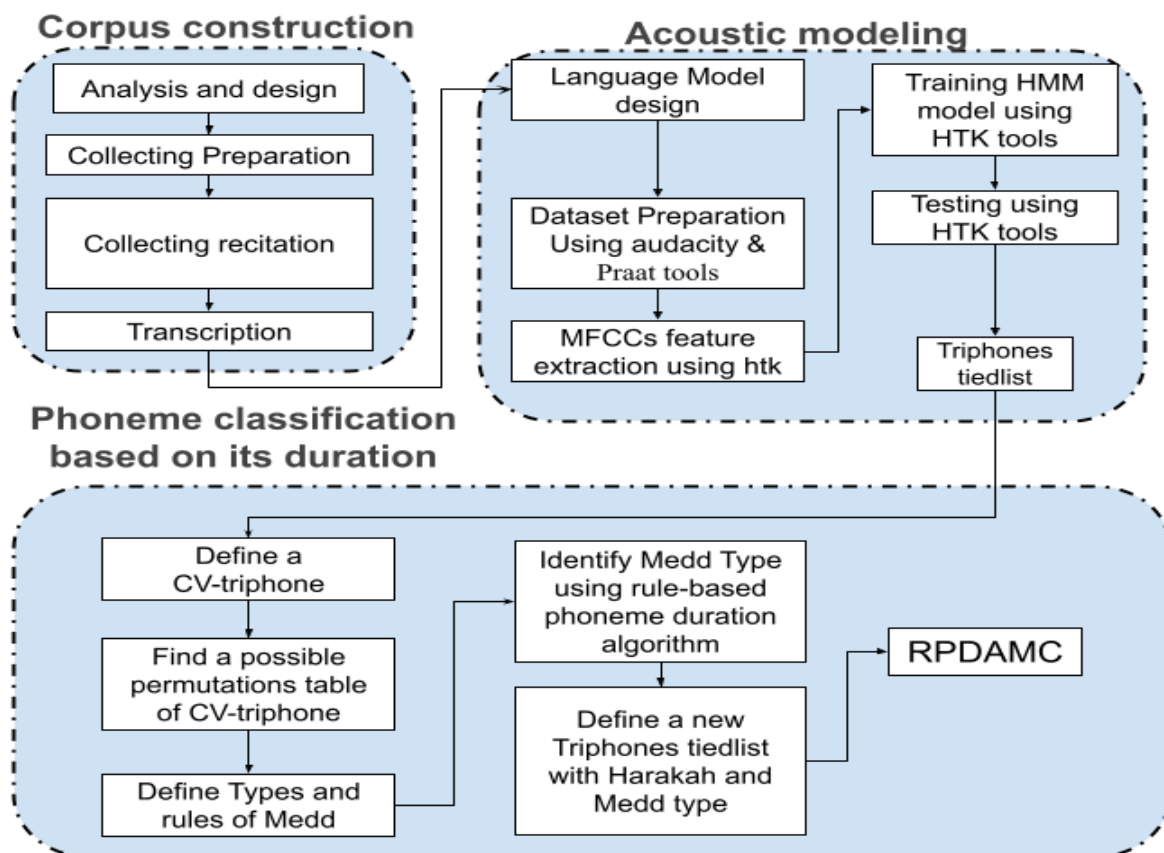 Corpus construction
Analysis and design
Collecting Preparation
Collecting recitation
Transcription
Acoustic modeling
Language Model
design
Dataset Preparation
Using audacity &
Praat tools
MFCCs feature
extraction using htk
Training HMM
model using
HTK tools
Testing using
HTK tools
Triphones
tiedlist
Phoneme classification
based on its duration
Define a
CV-triphone
Find a possible
permutations table
of CV-triphone
Define Types and
rules of Medd
Identify Medd Type
using rule-based
phoneme duration
algorithm
Define a new
Triphones tiedlist
with Harakah and
Medd type
RPDAMC